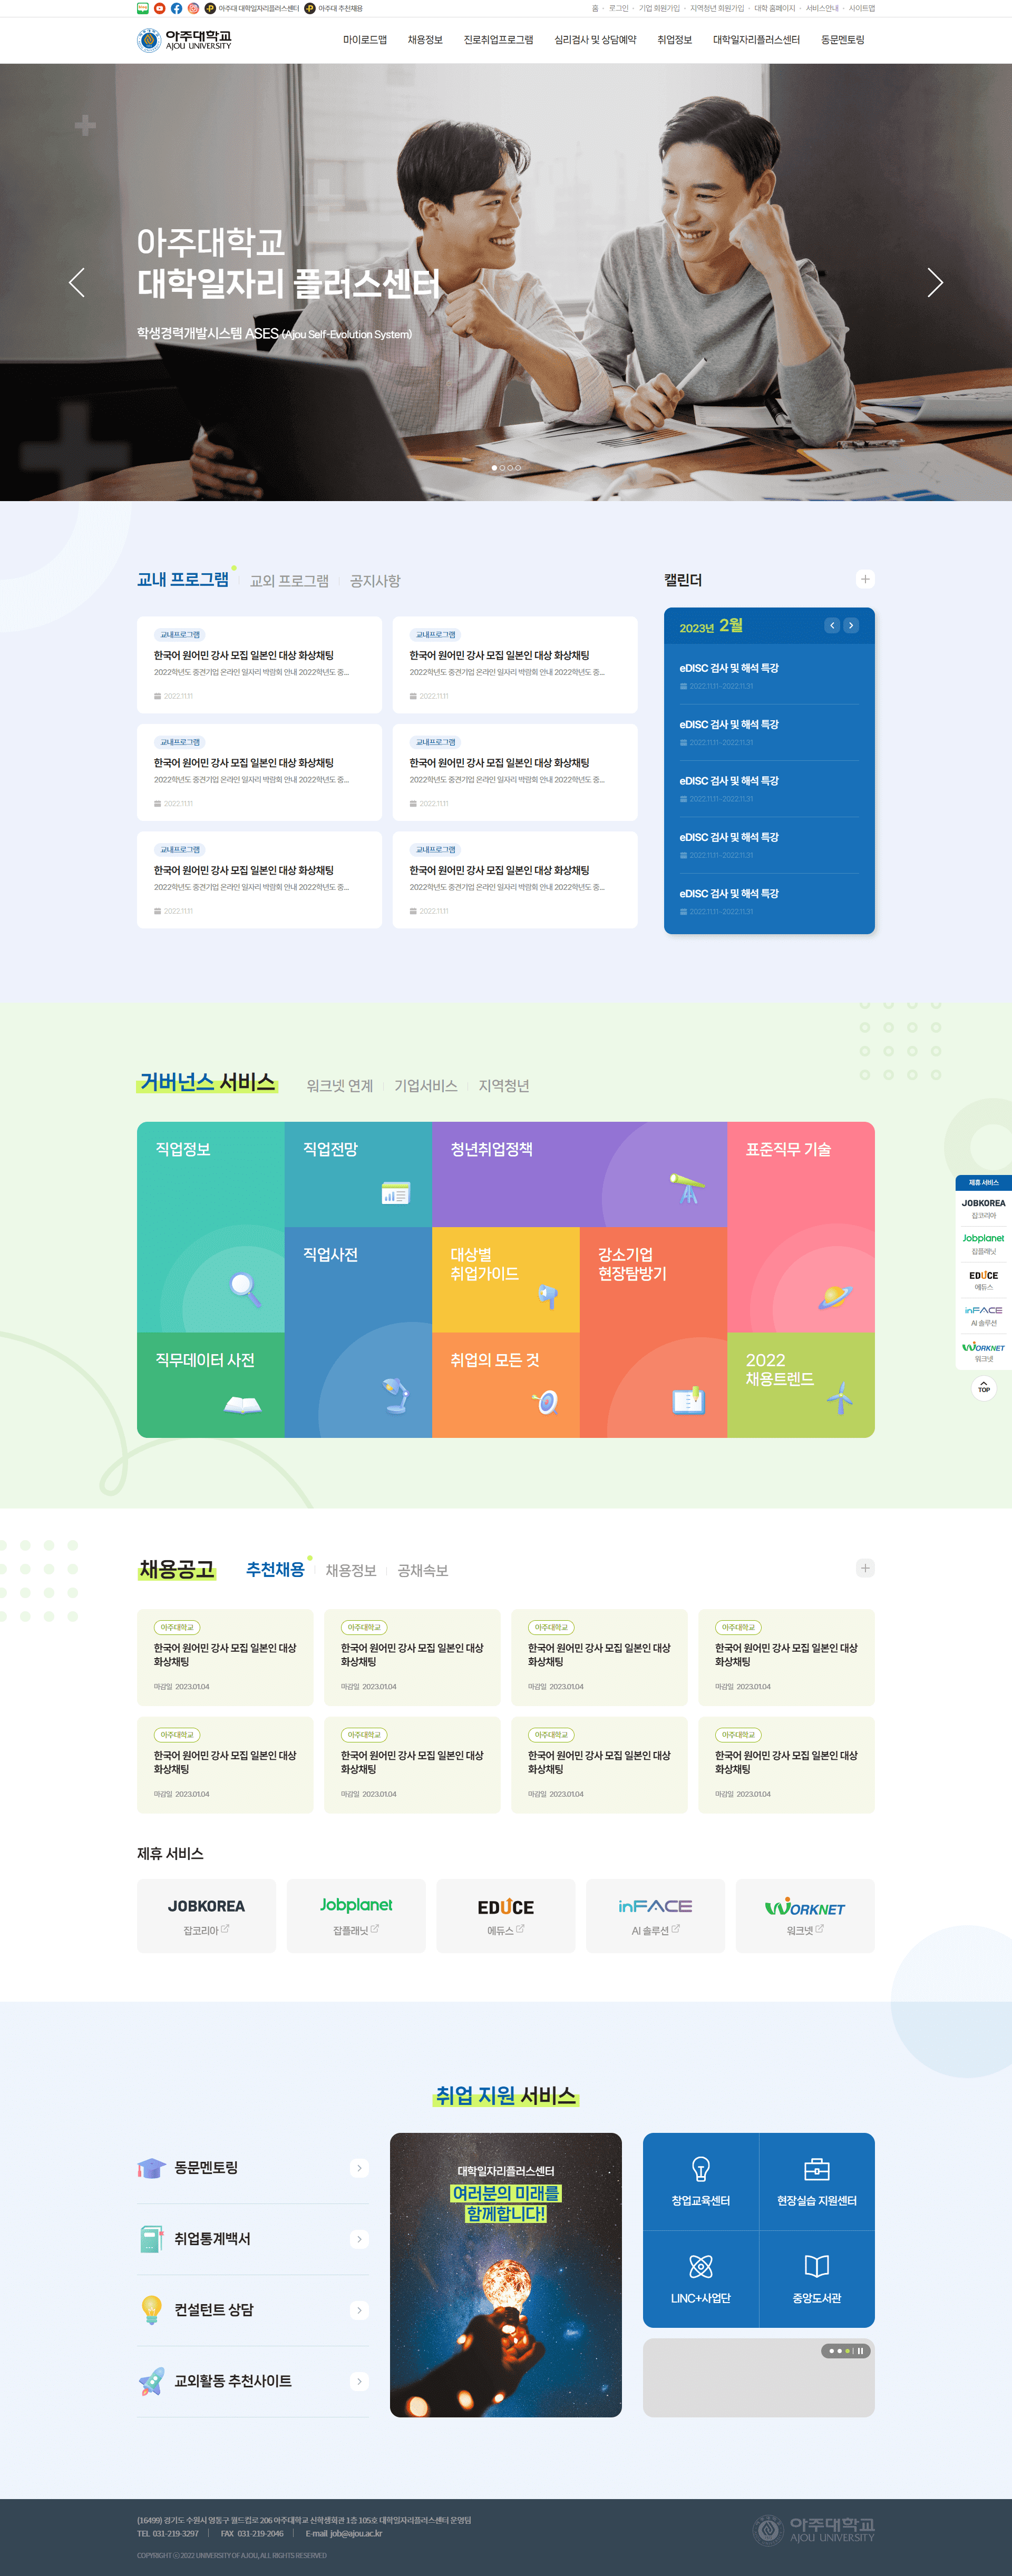 아주대 대학일자리플러스센터
아주대 추천채용
홈 · 로그인 · 기업 회원가입 · 지역청년 회원가입 · 대학 홈페이지 · 서비스안내 · 사이트맵
아주대학교
AJOU UNIVERSITY
마이로드맵
채용정보
진로취업프로그램
심리검사 및 상담예약
취업정보
대학일자리플러스센터
동문멘토링
아주대학교
대학일자리 플러스센터
학생경력개발시스템 ASES (Ajou Self-Evolution System)
교내 프로그램
교외 프로그램
공지사항
캘린더
교내프로그램
한국어 원어민 강사 모집 일본인 대상 화상채팅
2022학년도 중견기업 온라인 일자리 박람회 안내 2022학년도 중...
2022.11.11
교내프로그램
한국어 원어민 강사 모집 일본인 대상 화상채팅
2022학년도 중견기업 온라인 일자리 박람회 안내 2022학년도 중...
2022.11.11
교내프로그램
한국어 원어민 강사 모집 일본인 대상 화상채팅
2022학년도 중견기업 온라인 일자리 박람회 안내 2022학년도 중...
2022.11.11
교내프로그램
한국어 원어민 강사 모집 일본인 대상 화상채팅
2022학년도 중견기업 온라인 일자리 박람회 안내 2022학년도 중...
2022.11.11
교내프로그램
한국어 원어민 강사 모집 일본인 대상 화상채팅
2022학년도 중견기업 온라인 일자리 박람회 안내 2022학년도 중...
2022.11.11
교내프로그램
한국어 원어민 강사 모집 일본인 대상 화상채팅
2022학년도 중견기업 온라인 일자리 박람회 안내 2022학년도 중...
2022.11.11
2023년 2월
eDISC 검사 및 해석 특강
2022.11.11~2022.11.31
eDISC 검사 및 해석 특강
2022.11.11~2022.11.31
eDISC 검사 및 해석 특강
2022.11.11~2022.11.31
eDISC 검사 및 해석 특강
2022.11.11~2022.11.31
eDISC 검사 및 해석 특강
2022.11.11~2022.11.31
거버넌스 서비스
워크넷 연계
기업서비스
지역청년
직업정보
직업전망
청년취업정책
표준직무 기술
직업사전
대상별
취업가이드
강소기업
현장탐방기
직무데이터 사전
취업의 모든 것
2022
채용트렌드
제휴 서비스
JOBKOREA
잡코리아
Jobplanet
잡플래닛
EDUCE
에듀스
inFACE
AI 솔루션
WORKNET
워크넷
TOP
채용공고
추천채용
채용정보
공채속보
아주대학교
한국어 원어민 강사 모집 일본인 대상
화상채팅
마감일 2023.01.04
아주대학교
한국어 원어민 강사 모집 일본인 대상
화상채팅
마감일 2023.01.04
아주대학교
한국어 원어민 강사 모집 일본인 대상
화상채팅
마감일 2023.01.04
아주대학교
한국어 원어민 강사 모집 일본인 대상
화상채팅
마감일 2023.01.04
아주대학교
한국어 원어민 강사 모집 일본인 대상
화상채팅
마감일 2023.01.04
아주대학교
한국어 원어민 강사 모집 일본인 대상
화상채팅
마감일 2023.01.04
아주대학교
한국어 원어민 강사 모집 일본인 대상
화상채팅
마감일 2023.01.04
아주대학교
한국어 원어민 강사 모집 일본인 대상
화상채팅
마감일 2023.01.04
제휴 서비스
JOBKOREA
잡코리아
Jobplanet
잡플래닛
EDUCE
에듀스
inFACE
AI 솔루션
WORKNET
워크넷
취업 지원 서비스
동문멘토링
취업통계백서
컨설턴트 상담
교외활동 추천사이트
대학일자리플러스센터
여러분의 미래를
함께합니다!
창업교육센터
현장실습 지원센터
LINC+사업단
중앙도서관
(16499) 경기도 수원시 영통구 월드컵로 206 아주대학교 신학생회관 1층 105호 대학일자리플러스센터 운영팀
TEL 031-219-3297 | FAX 031-219-2046 | E-mail job@ajou.ac.kr
COPYRIGHT ⓒ 2022 UNIVERSITY OF AJOU, ALL RIGHTS RESERVED
아주대학교
AJOU UNIVERSITY